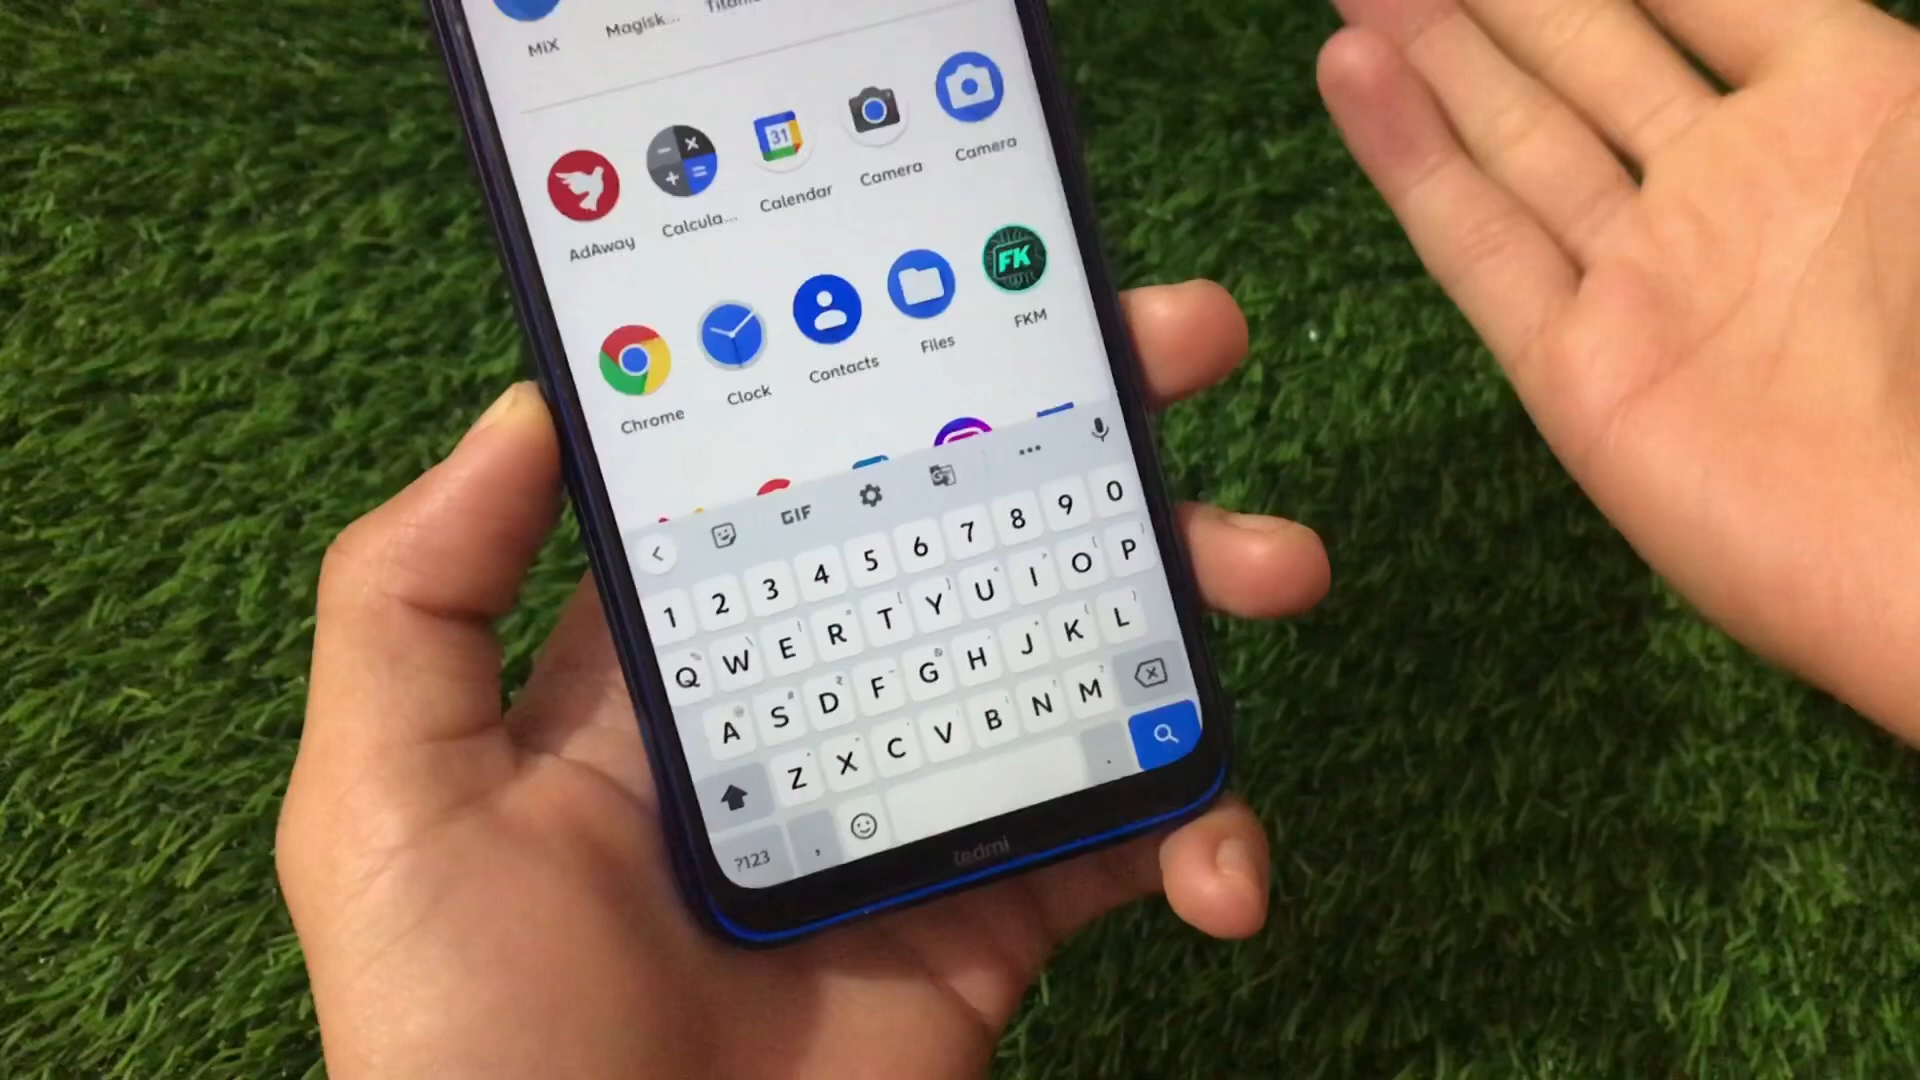 MiX Magisk... Titani
AdAway Calcula... Calendar Camera Camera
31
Chrome Clock Contacts Files FKM
FK
GIF
1 2 3 4 5 6 7 8 9 0
Q W E R T Y U I O P
A S D F G H J K L
Z X C V B N M
?123 , .
redmi